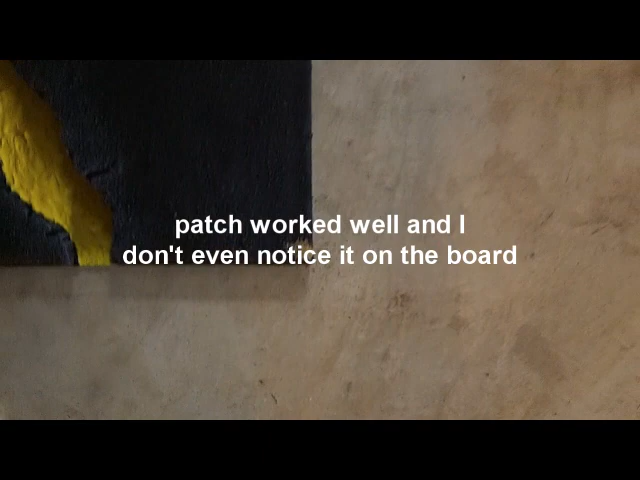 patch worked well and I
don't even notice it on the board